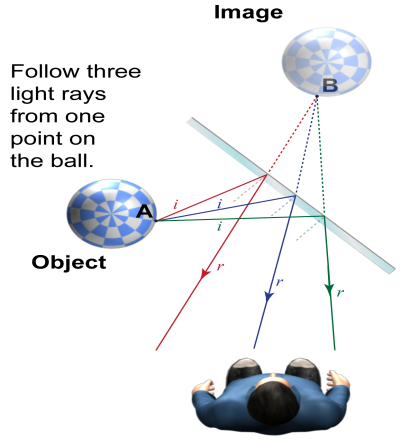 Image
B
Follow three
light rays
from one
point on
the ball.
A
i
i
i
Object
r
r
r